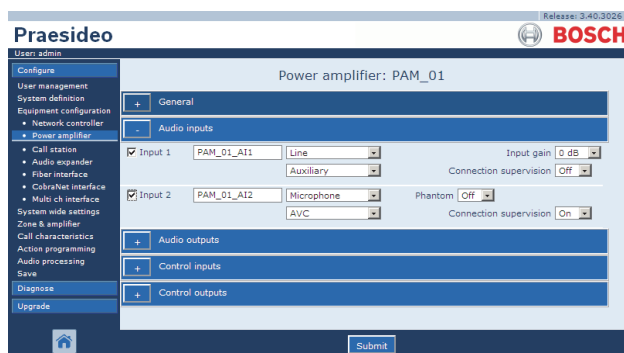 Release: 3.40.3026
Praesideo
BOSCH
User: admin
Configure
User management
System definition
Equipment configuration
• Network controller
• Power amplifier
• Call station
• Audio expander
• Fiber interface
• CobraNet interface
• Multi ch interface
System wide settings
Zone & amplifier
Call characteristics
Action programming
Audio processing
Save
Diagnose
Upgrade
Power amplifier: PAM_01
+ General
- Audio inputs
Input 1 PAM_01_AI1 Line Input gain 0 dB
Auxiliary Connection supervision Off
Input 2 PAM_01_AI2 Microphone Phantom Off
AVC Connection supervision On
+ Audio outputs
+ Control inputs
+ Control outputs
Submit